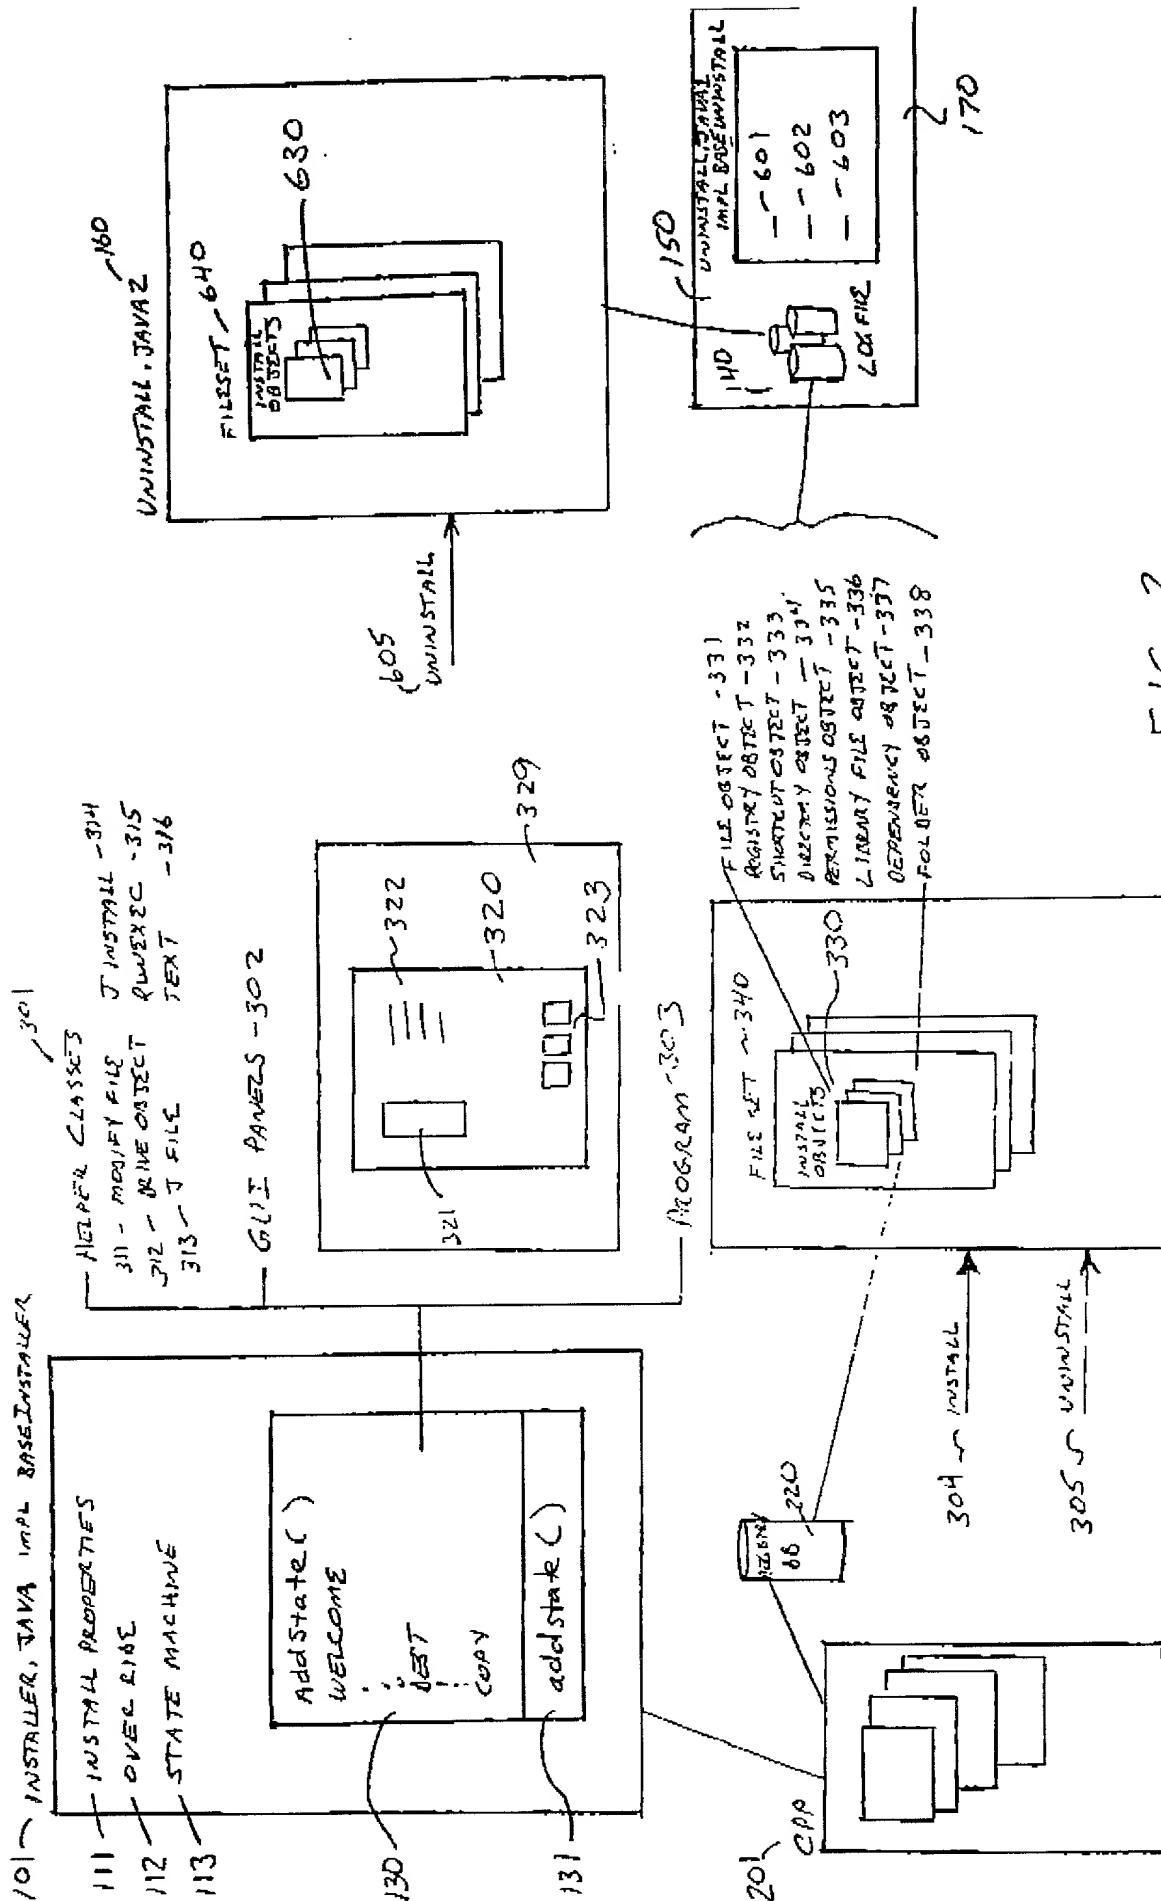 101 INSTALLER, JAVA IMPL BASEINSTALLER
111 INSTALL PROPERTIES
112 OVER RIDE
113 STATE MACHINE
AddState( )
WELCOME
DEST
COPY
130
addState( )
131
301
HELPER CLASSES
311 - MODIFY FILE J INSTALL - 314
312 - DRIVE OBJECT RUNEXEC - 315
313 - J FILE TEXT - 316
GUI PANELS - 302
321
322
320
323
329
PROGRAM - 303
605
UNINSTALL
UNINSTALL, JAVA2
160
FILESET 640
INSTALL
OBJECTS
630
201
CPP
220
DB
304 INSTALL
305 UNINSTALL
FILE SET 340
INSTALL
OBJECTS
330
FILE OBJECT - 331
REGISTRY OBJECT - 332
SHORTCUT OBJECT - 333
DIRECTORY OBJECT - 334
PERMISSIONS OBJECT - 335
LIBRARY FILE OBJECT - 336
DEPENDENCY OBJECT - 337
FOLDER OBJECT - 338
150
UNINSTALL, JAVA1
IMPL BASEUNINSTALL
140
LOG FILE
601
602
603
170